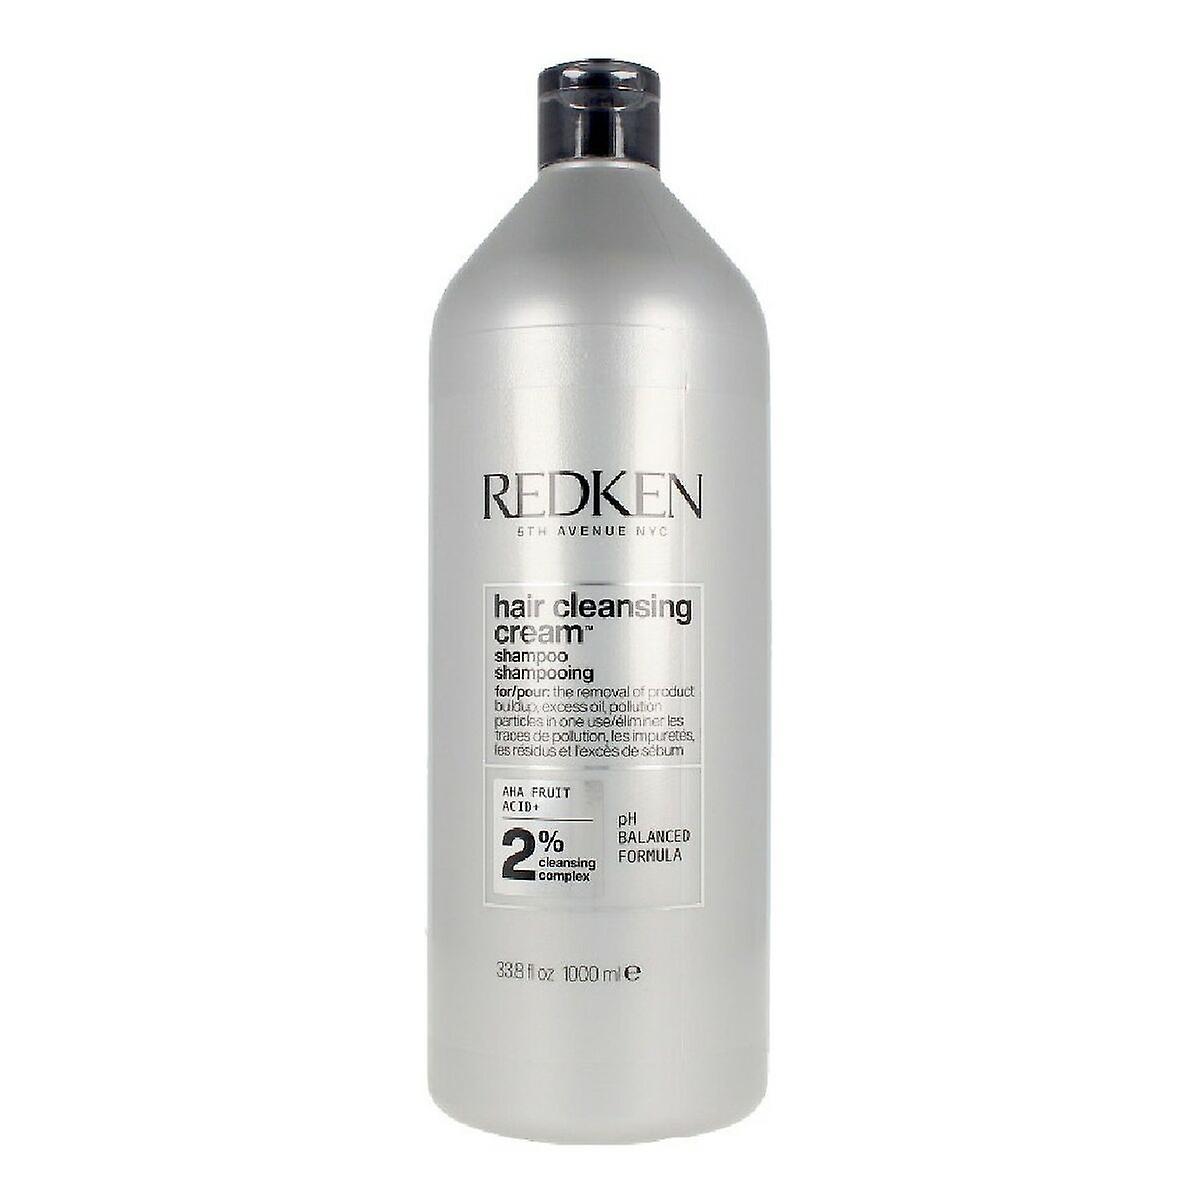 REDKEN
5TH AVENUE NYC
hair cleansing
cream™
shampoo
shampooing
for/pour: the removal of product
buildup, excess oil, pollution
particles in one use/éliminer les
traces de pollution, les impuretés,
les résidus et l'excès de sébum
AHA FRUIT
ACID+
2%
cleansing
complex
pH
BALANCED
FORMULA
33.8 fl oz 1000 ml ℮